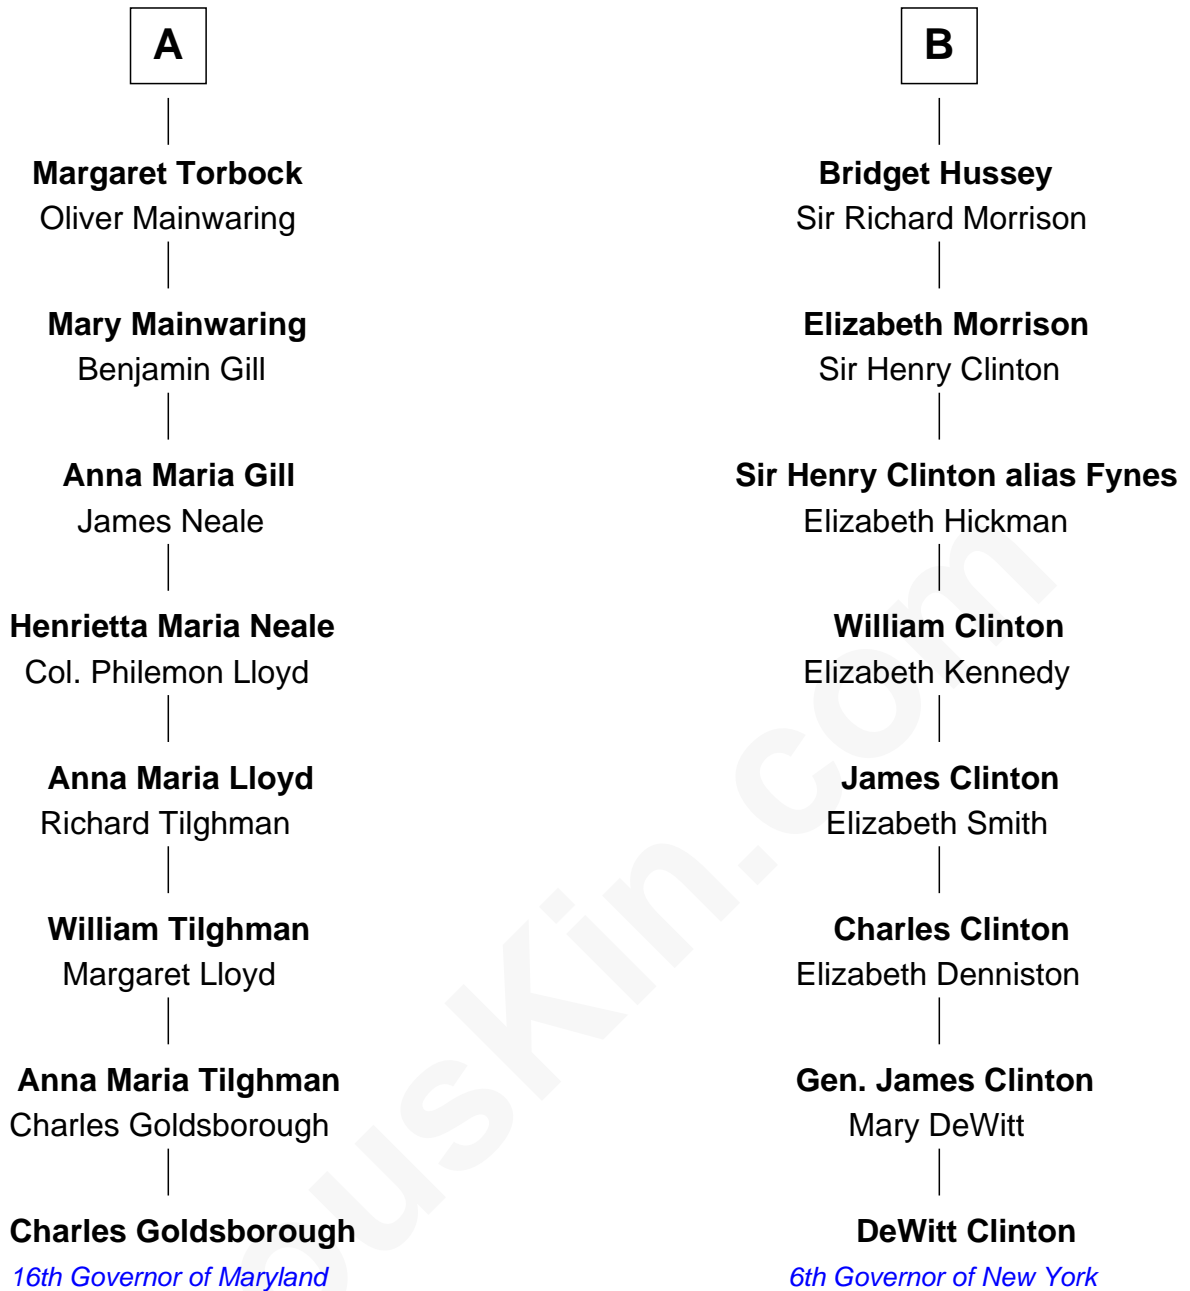 A
Margaret Torbock
Oliver Mainwaring
Mary Mainwaring
Benjamin Gill
Anna Maria Gill
James Neale
Henrietta Maria Neale
Col. Philemon Lloyd
Anna Maria Lloyd
Richard Tilghman
William Tilghman
Margaret Lloyd
Anna Maria Tilghman
Charles Goldsborough
Charles Goldsborough
16th Governor of Maryland
B
Bridget Hussey
Sir Richard Morrison
Elizabeth Morrison
Sir Henry Clinton
Sir Henry Clinton alias Fynes
Elizabeth Hickman
William Clinton
Elizabeth Kennedy
James Clinton
Elizabeth Smith
Charles Clinton
Elizabeth Denniston
Gen. James Clinton
Mary DeWitt
DeWitt Clinton
6th Governor of New York
ousKin.com